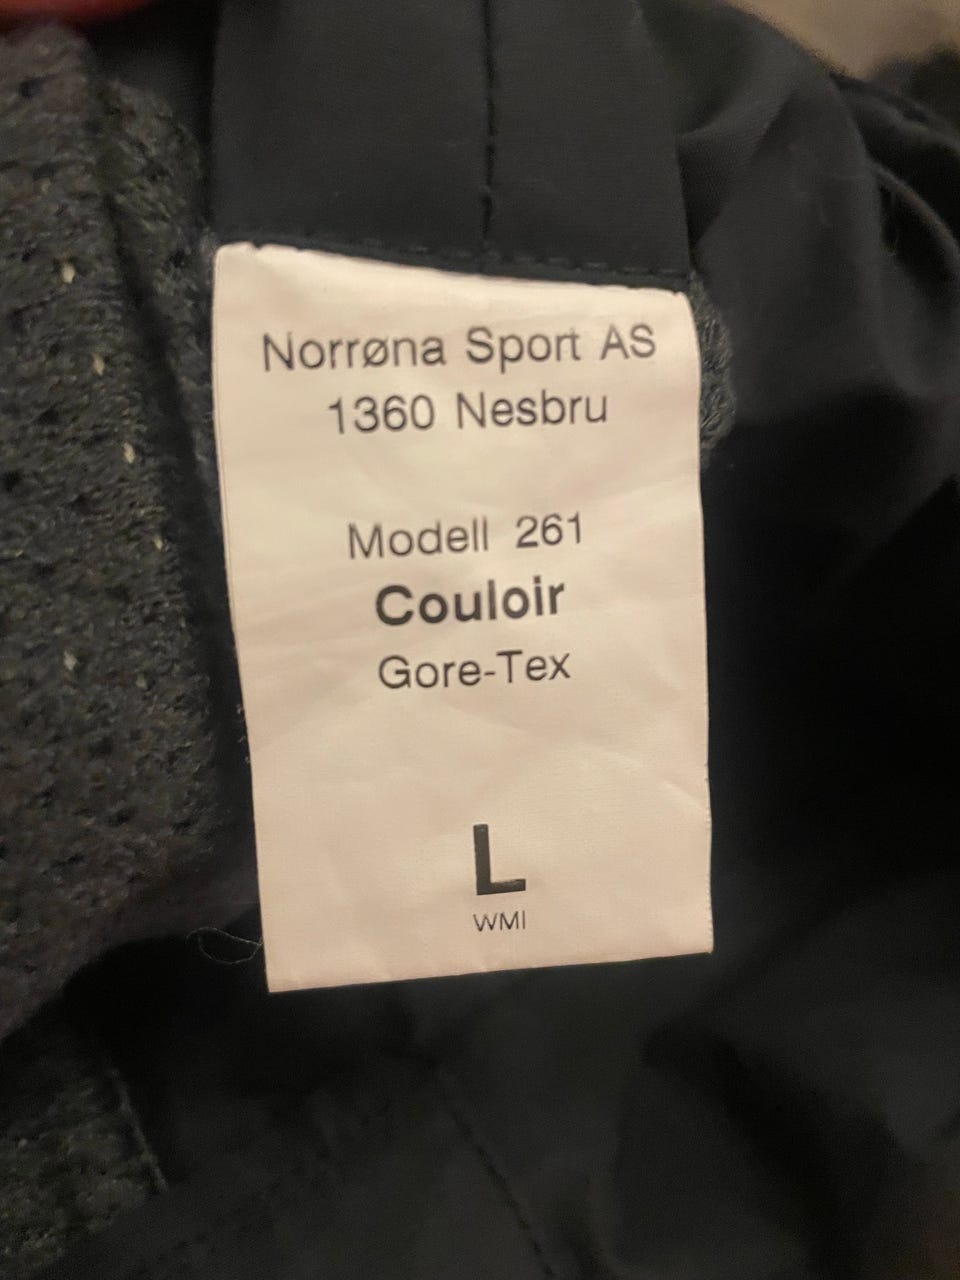 Norrøna Sport AS
1360 Nesbru
Modell 261
Couloir
Gore-Tex
L
WMI